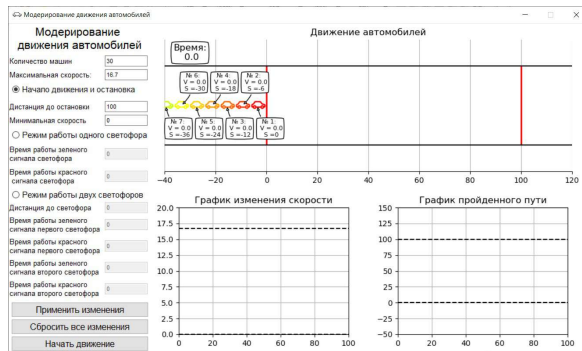 Модерирование движения автомобилей
Модерирование
движения автомобилей
Количество машин 30
Максимальная скорость: 16.7
Начало движения и остановка
Дистанция до остановки 100
Минимальная скорость 0
Режим работы одного светофора
Время работы зеленого
сигнала светофора 0
Время работы красного
сигнала светофора 0
Режим работы двух светофоров
Дистанция до светофора 0
Время работы зеленого
сигнала первого светофора 0
Время работы красного
сигнала первого светофора 0
Время работы зеленого
сигнала второго светофора 0
Время работы красного
сигнала второго светофора 0
Применить изменения
Сбросить все изменения
Начать движение
Движение автомобилей
Время:
0.0
№ 6:
V = 0.0
S =-30
№ 4:
V = 0.0
S =-18
№ 2:
V = 0.0
S =-6
№ 7:
V = 0.0
S =-36
№ 5:
V = 0.0
S =-24
№ 3:
V = 0.0
S =-12
№ 1:
V = 0.0
S =0
−40 −20 0 20 40 60 80 100 120
График изменения скорости
20.0
17.5
15.0
12.5
10.0
7.5
5.0
2.5
0.0
0 20 40 60 80 100
График пройденного пути
150
125
100
75
50
25
0
−25
−50
0 20 40 60 80 100